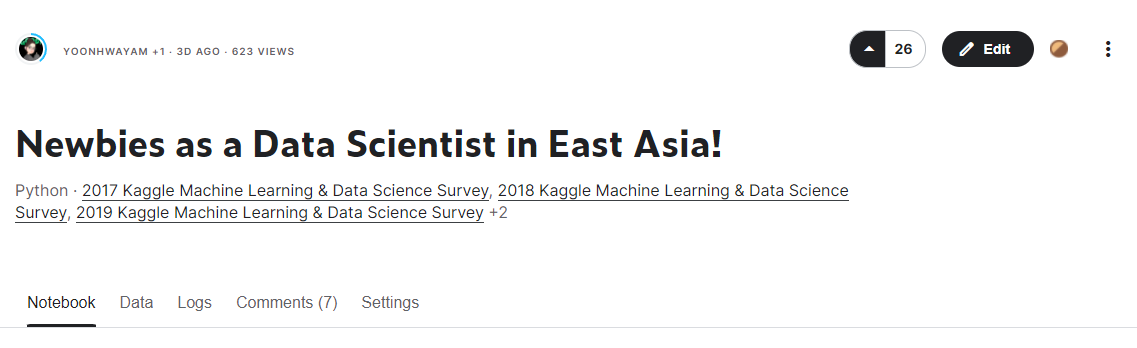 YOONHWAYAM +1 · 3D AGO · 623 VIEWS
26
Edit
Newbies as a Data Scientist in East Asia!
Python · 2017 Kaggle Machine Learning & Data Science Survey, 2018 Kaggle Machine Learning & Data Science
Survey, 2019 Kaggle Machine Learning & Data Science Survey +2
Notebook Data Logs Comments (7) Settings